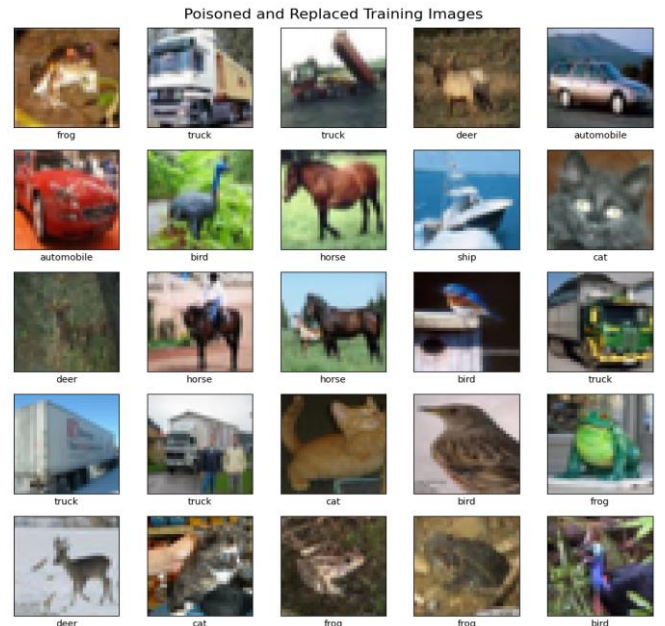 Poisoned and Replaced Training Images
frog
truck
truck
deer
automobile
automobile
bird
horse
ship
cat
deer
horse
horse
bird
truck
truck
truck
cat
bird
frog
deer
cat
frog
frog
bird